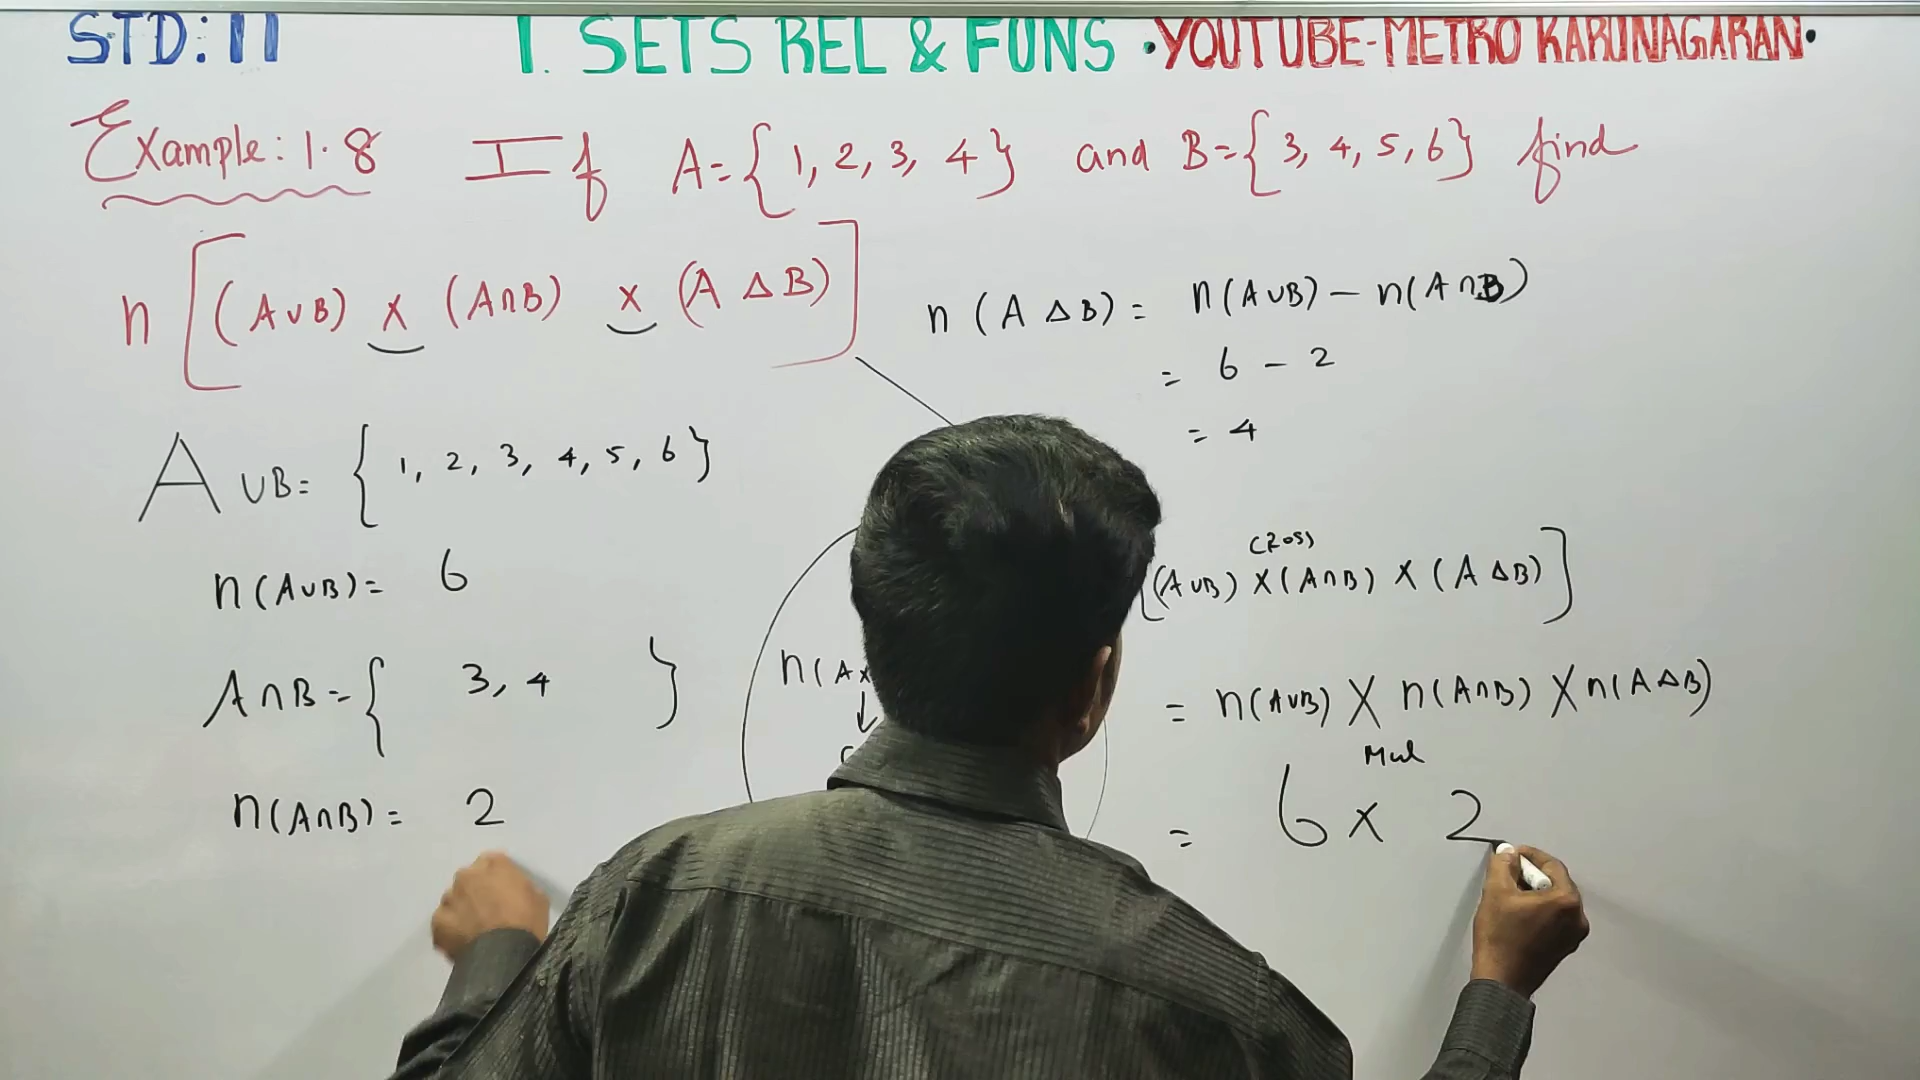 STD: 11 1. SETS REL & FUNS •YOUTUBE-METRO KARUNAGARAN•
Example: 1.8 If A={1, 2, 3, 4} and B={3, 4, 5, 6} find
n[(A∪B) × (A∩B) × (A Δ B)]
A∪B= {1, 2, 3, 4, 5, 6}
n(A∪B)= 6
A∩B={ 3, 4 }
n(A∩B)= 2
n(A×
n(A Δ B) = n(A∪B) – n(A∩B)
= 6 – 2
= 4
Cross
[(A∪B) ×(A∩B) × (A ΔB)]
= n(A∪B) × n(A∩B) × n(A Δ B)
Mul
= 6 × 2